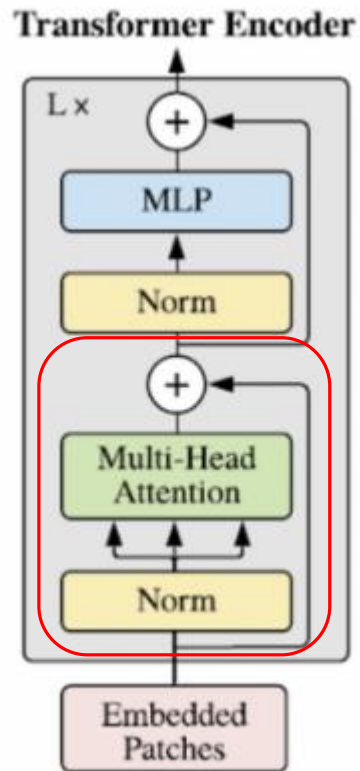 Transformer Encoder
L ×
+
MLP
Norm
+
Multi-Head
Attention
Norm
Embedded
Patches